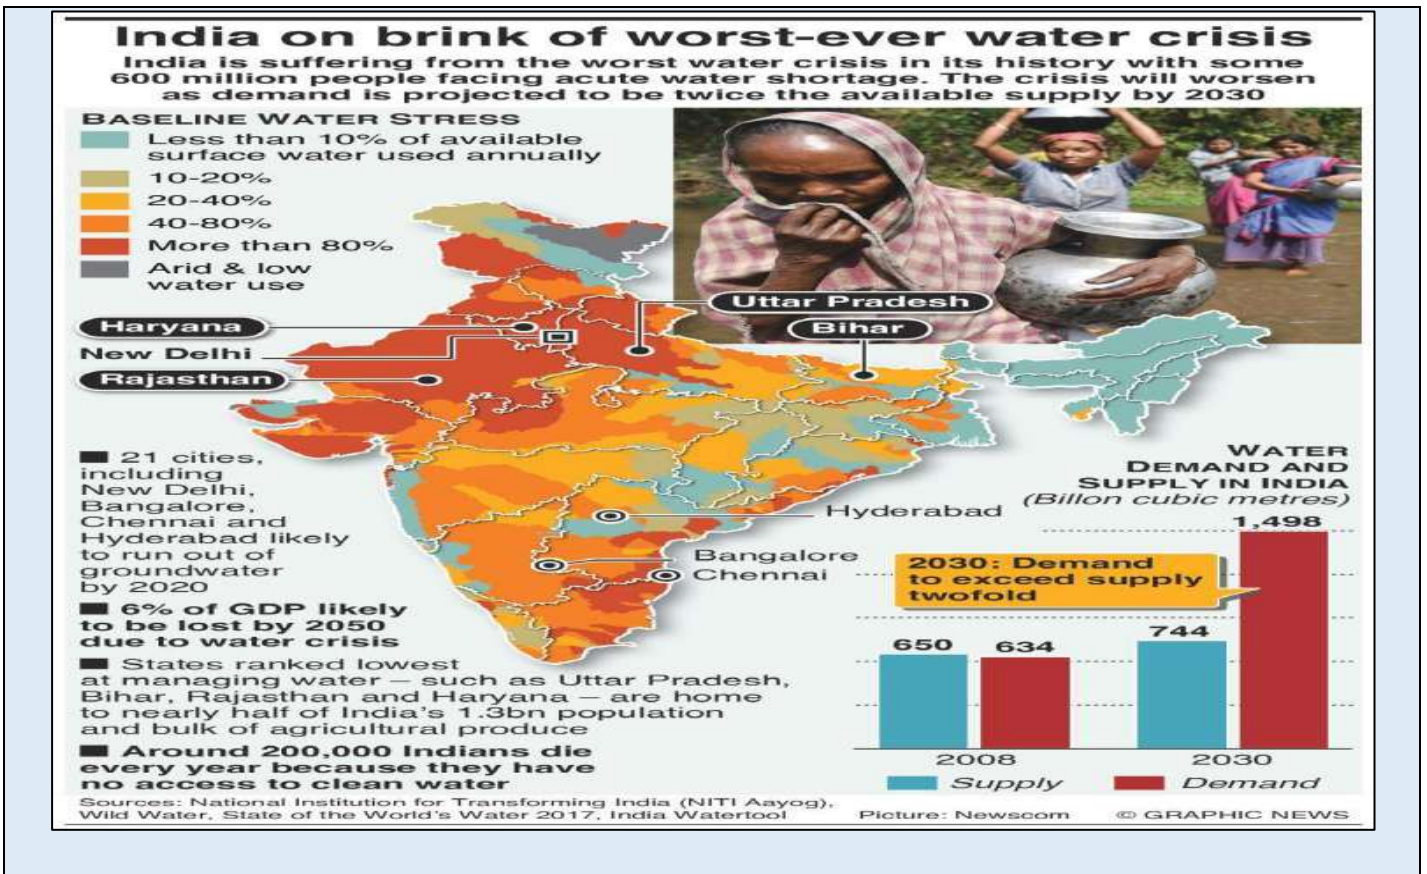 India on brink of worst-ever water crisis
India is suffering from the worst water crisis in its history with some
600 million people facing acute water shortage. The crisis will worsen
as demand is projected to be twice the available supply by 2030
BASELINE WATER STRESS
Less than 10% of available
surface water used annually
10-20%
20-40%
40-80%
More than 80%
Arid & low
water use
Uttar Pradesh
Bihar
Haryana
New Delhi
Rajasthan
Hyderabad
Bangalore
Chennai
21 cities,
including
New Delhi,
Bangalore,
Chennai and
Hyderabad likely
to run out of
groundwater
by 2020
6% of GDP likely
to be lost by 2050
due to water crisis
States ranked lowest
at managing water – such as Uttar Pradesh,
Bihar, Rajasthan and Haryana – are home
to nearly half of India's 1.3bn population
and bulk of agricultural produce
Around 200,000 Indians die
every year because they have
no access to clean water
WATER
DEMAND AND
SUPPLY IN INDIA
(Billon cubic metres)
1,498
2030: Demand
to exceed supply
twofold
650
634
744
2008
2030
Supply
Demand
Sources: National Institution for Transforming India (NITI Aayog),
Wild Water, State of the World's Water 2017, India Watertool
Picture: Newscom
© GRAPHIC NEWS